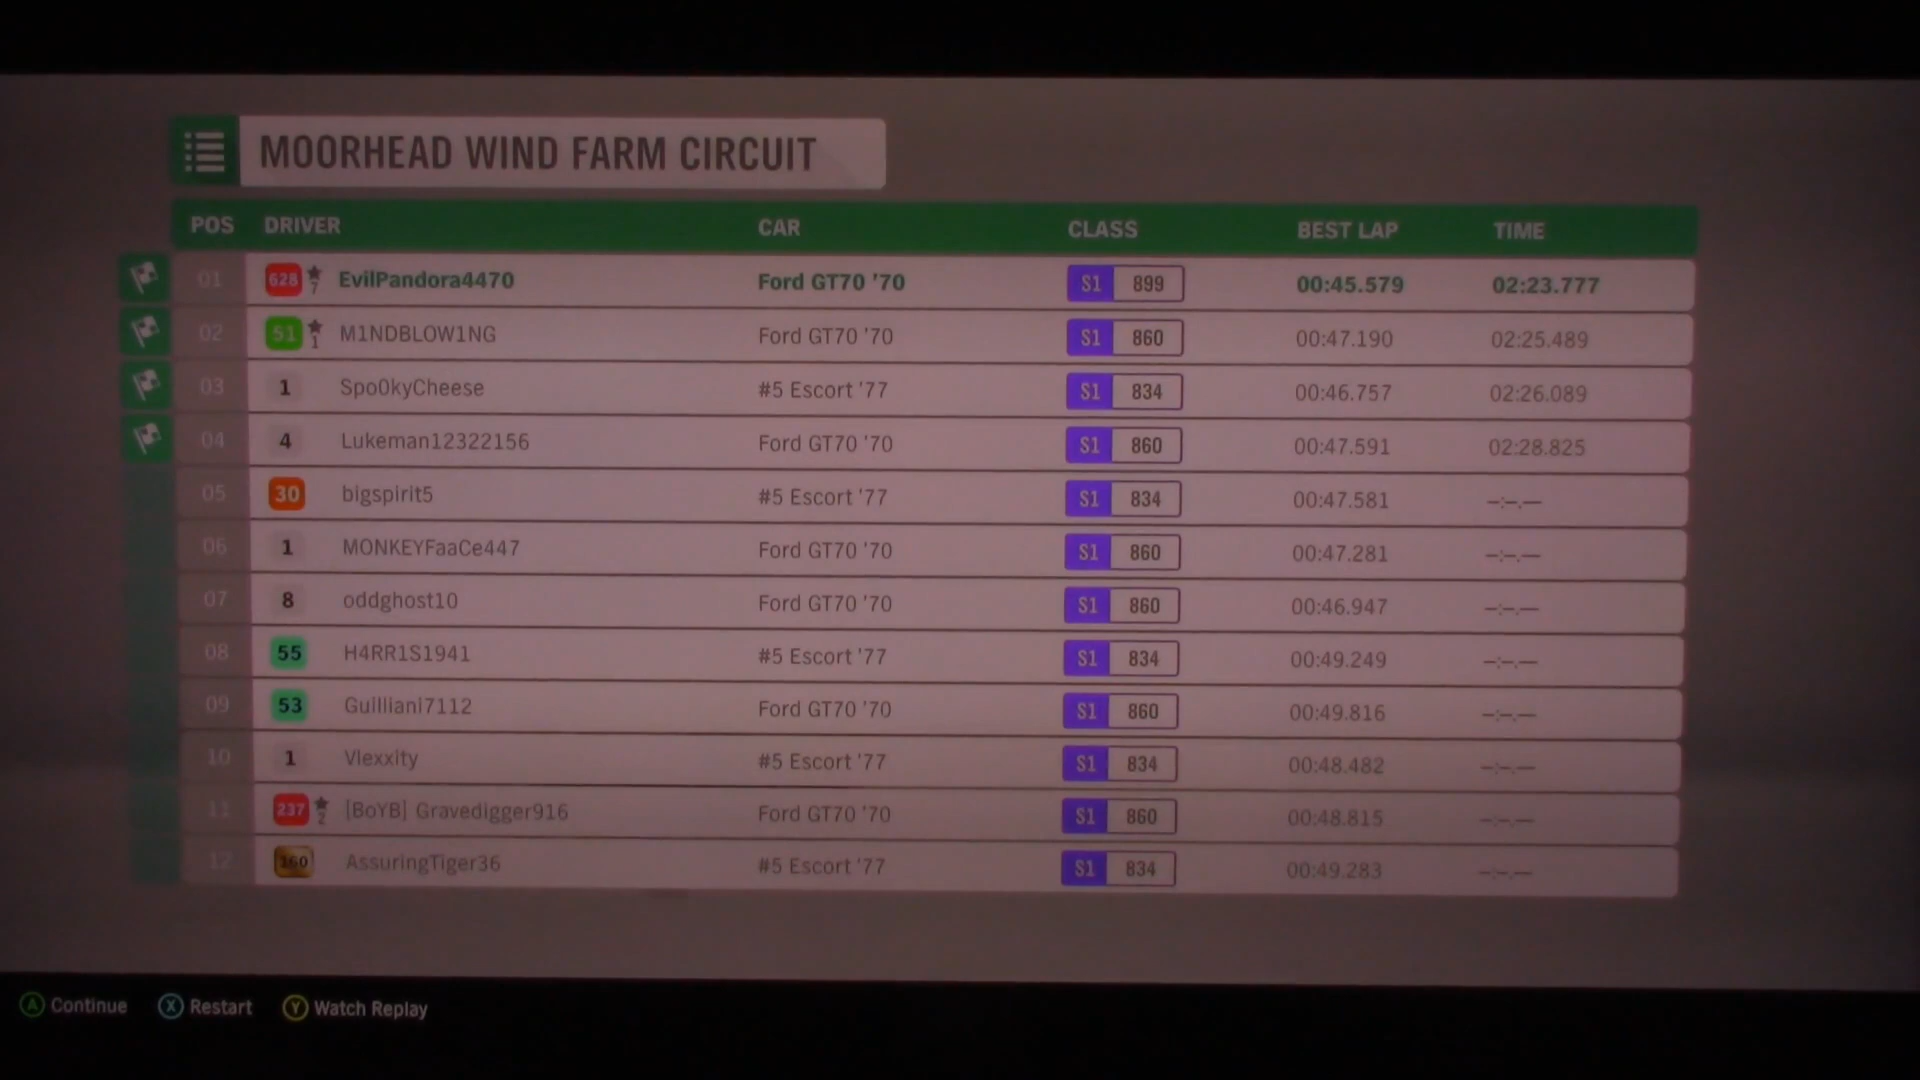 MOORHEAD WIND FARM CIRCUIT
POS DRIVER CAR CLASS BEST LAP TIME
01 628 7 EvilPandora4470 Ford GT70 '70 S1 899 00:45.579 02:23.777
02 51 1 M1NDBLOW1NG Ford GT70 '70 S1 860 00:47.190 02:25.489
03 1 Spo0kyCheese #5 Escort '77 S1 834 00:46.757 02:26.089
04 4 Lukeman12322156 Ford GT70 '70 S1 860 00:47.591 02:28.825
05 30 bigspirit5 #5 Escort '77 S1 834 00:47.581 --:--.---
06 1 MONKEYFaaCe447 Ford GT70 '70 S1 860 00:47.281 --:--.---
07 8 oddghost10 Ford GT70 '70 S1 860 00:46.947 --:--.---
08 55 H4RR1S1941 #5 Escort '77 S1 834 00:49.249 --:--.---
09 53 Guilliani7112 Ford GT70 '70 S1 860 00:49.816 --:--.---
10 1 Vlexxity #5 Escort '77 S1 834 00:48.482 --:--.---
11 237 2 [BoYB] Gravedigger916 Ford GT70 '70 S1 860 00:48.815 --:--.---
12 160 AssuringTiger36 #5 Escort '77 S1 834 00:49.283 --:--.---
A Continue X Restart Y Watch Replay